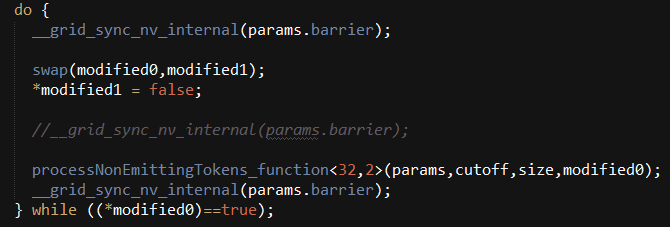 do {
__grid_sync_nv_internal(params.barrier);
swap(modified0,modified1);
*modified1 = false;
//__grid_sync_nv_internal(params.barrier);
processNonEmittingTokens_function<32,2>(params,cutoff,size,modified0);
__grid_sync_nv_internal(params.barrier);
} while ((*modified0)==true);